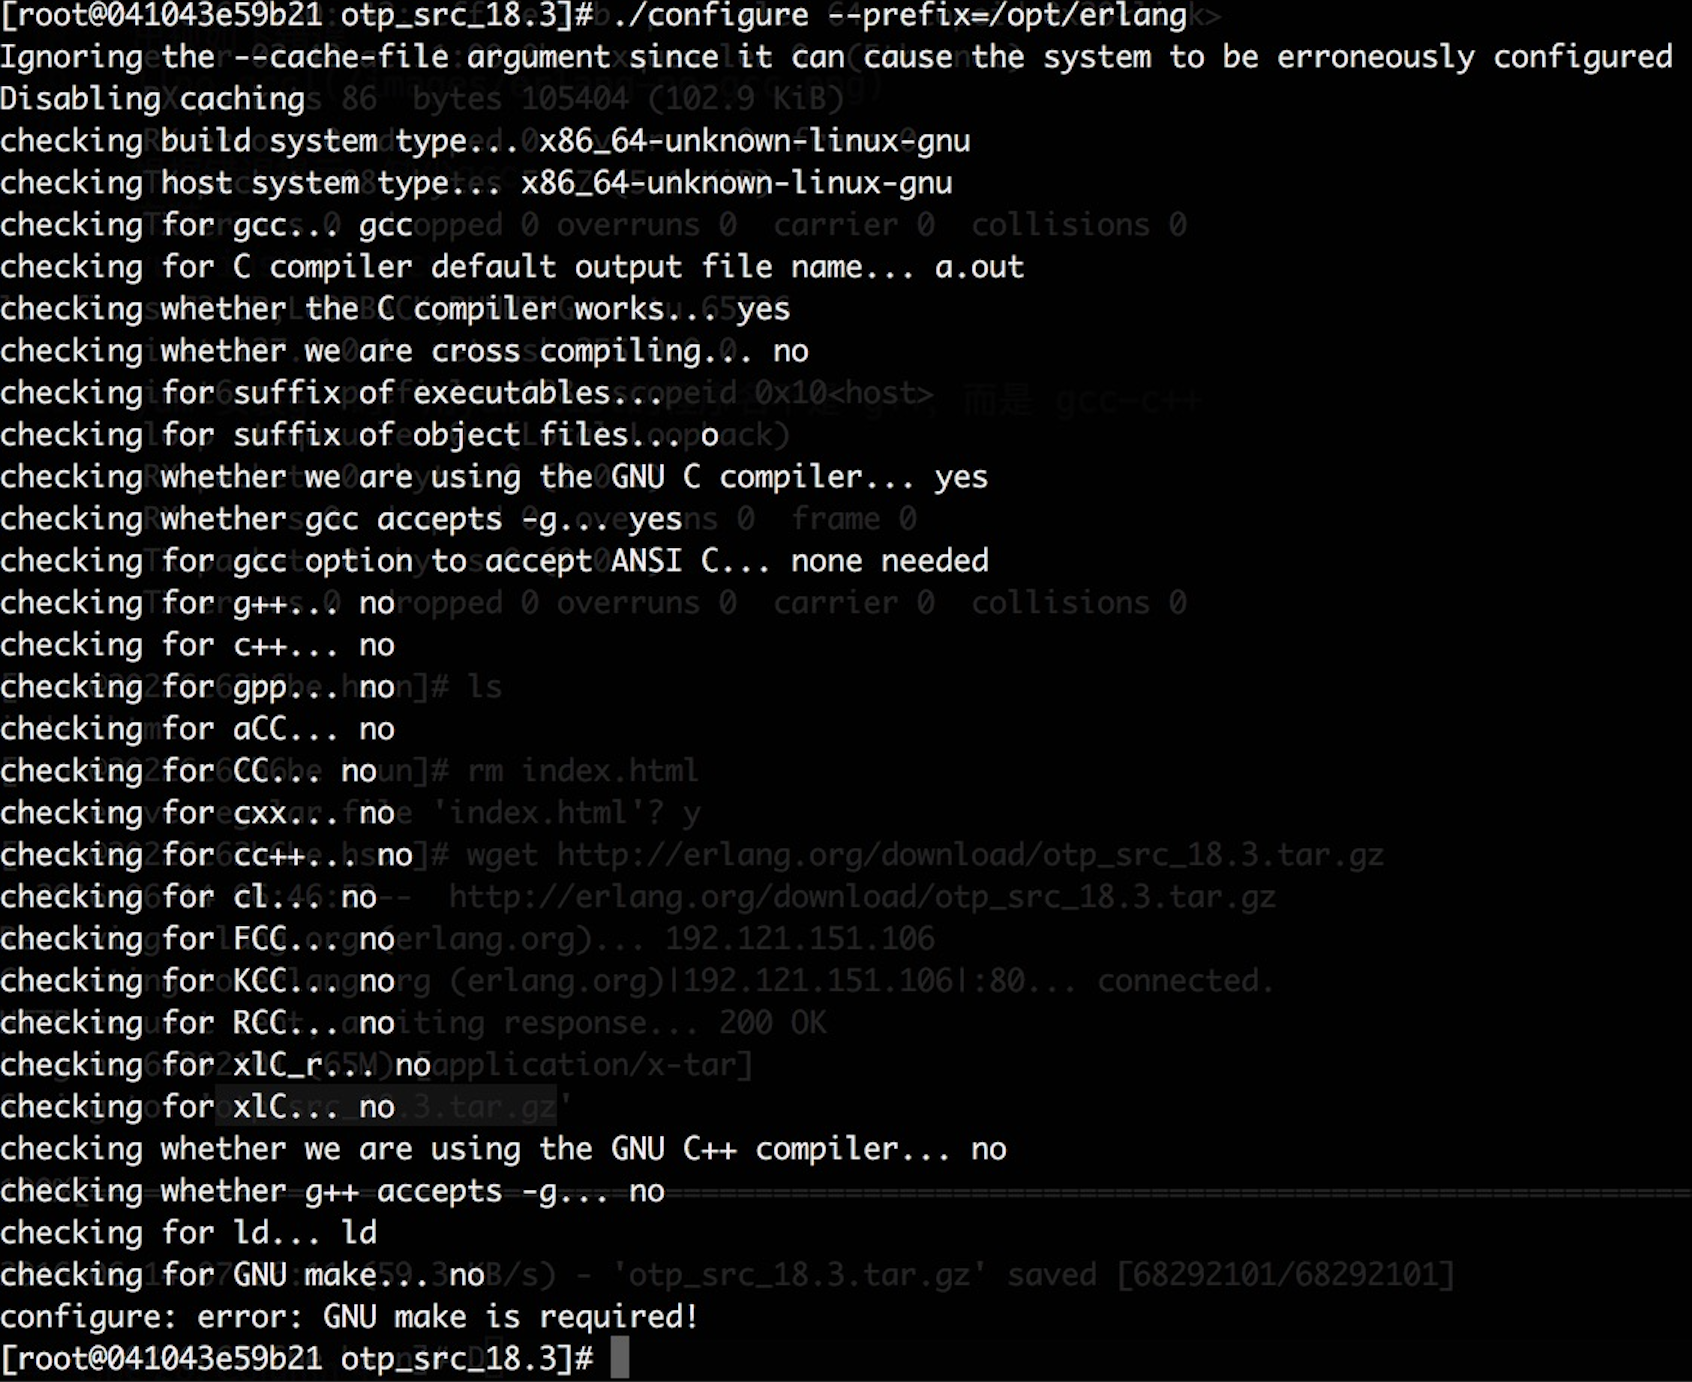 [root@041043e59b21 otp_src_18.3]# ./configure --prefix=/opt/erlang
Ignoring the --cache-file argument since it can cause the system to be erroneously configured
Disabling caching
checking build system type... x86_64-unknown-linux-gnu
checking host system type... x86_64-unknown-linux-gnu
checking for gcc... gcc
checking for C compiler default output file name... a.out
checking whether the C compiler works... yes
checking whether we are cross compiling... no
checking for suffix of executables...
checking for suffix of object files... o
checking whether we are using the GNU C compiler... yes
checking whether gcc accepts -g... yes
checking for gcc option to accept ANSI C... none needed
checking for g++... no
checking for c++... no
checking for gpp... no
checking for aCC... no
checking for CC... no
checking for cxx... no
checking for cc++... no
checking for cl... no
checking for FCC... no
checking for KCC... no
checking for RCC... no
checking for xlC_r... no
checking for xlC... no
checking whether we are using the GNU C++ compiler... no
checking whether g++ accepts -g... no
checking for ld... ld
checking for GNU make... no
configure: error: GNU make is required!
[root@041043e59b21 otp_src_18.3]#